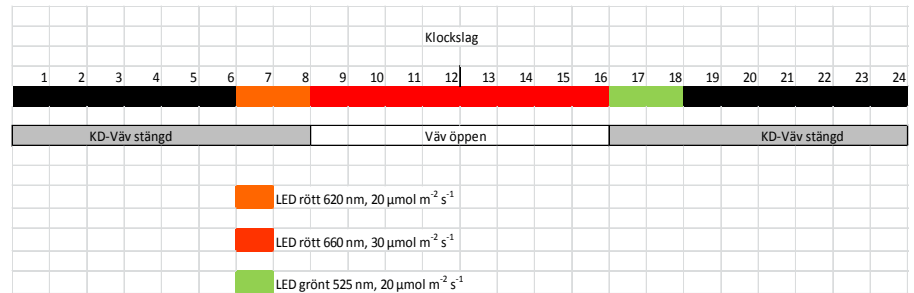 Klockslag
1 2 3 4 5 6 7 8 9 10 11 12 13 14 15 16 17 18 19 20 21 22 23 24
KD-Väv stängd Väv öppen KD-Väv stängd
LED rött 620 nm, 20 µmol m⁻² s⁻¹
LED rött 660 nm, 30 µmol m⁻² s⁻¹
LED grönt 525 nm, 20 µmol m⁻² s⁻¹